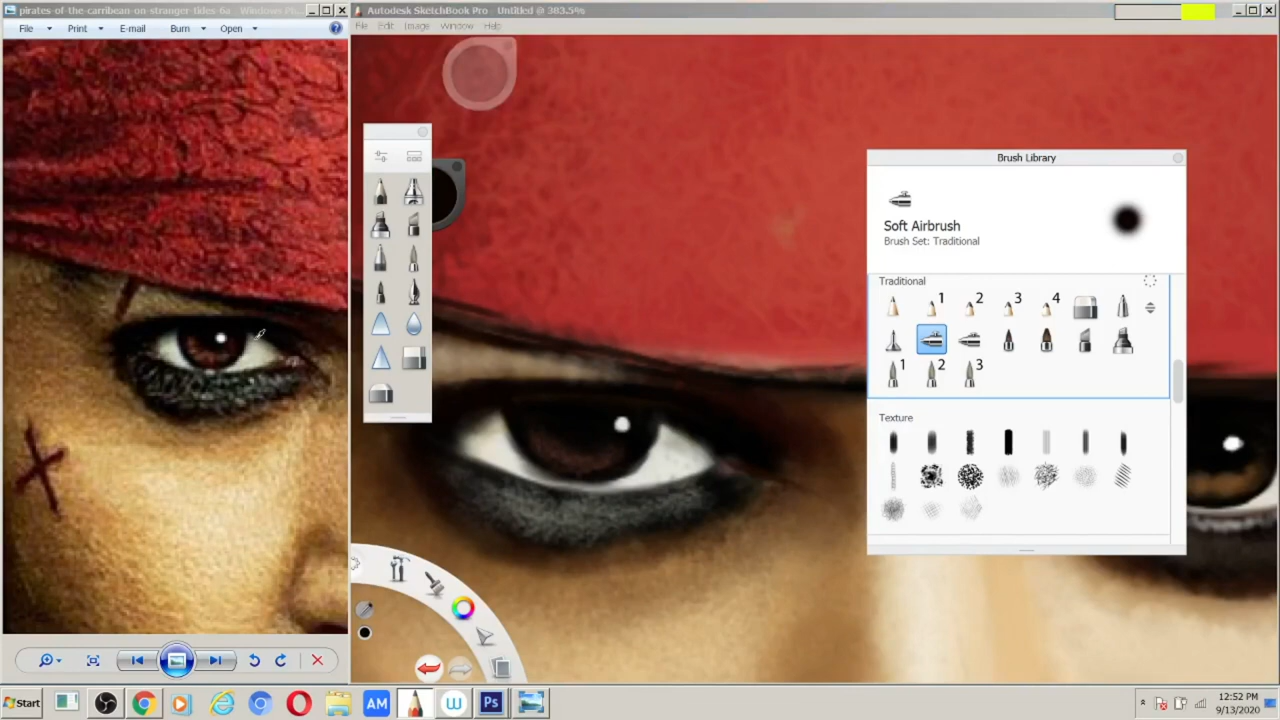 pirates-of-the-carribean-on-stranger-tides-6a - Windows Ph...
File Print E-mail Burn Open
Autodesk SketchBook Pro - Untitled @ 383.5%
File Edit Image Window Help
Brush Library
Soft Airbrush
Brush Set: Traditional
Traditional
1 2 3 4
1 2 3
Texture
Start
AM
W
Ps
12:52 PM
9/13/2020